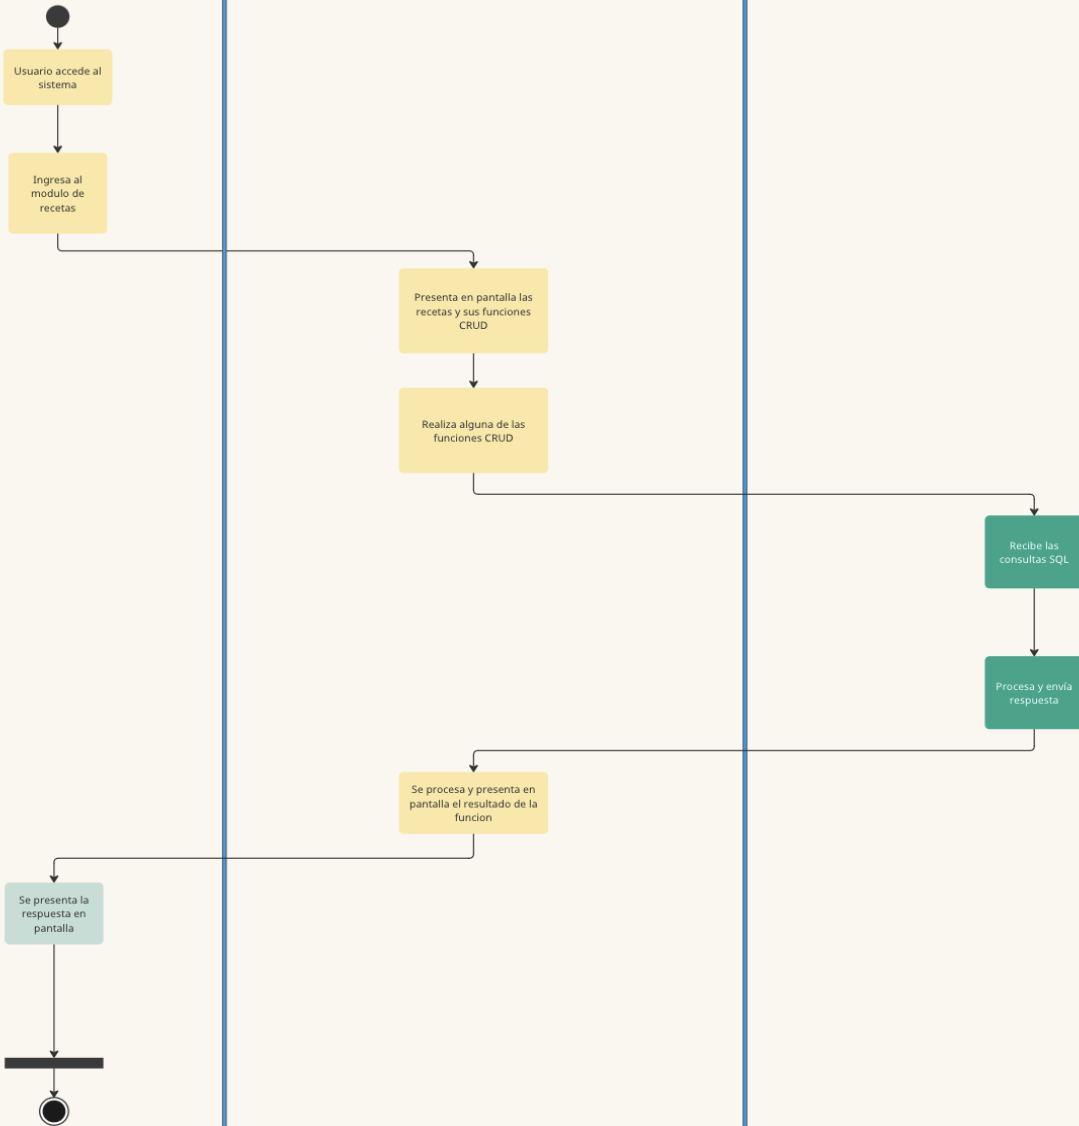 Usuario accede al
sistema
Ingresa al
modulo de
recetas
Presenta en pantalla las
recetas y sus funciones
CRUD
Realiza alguna de las
funciones CRUD
Recibe las
consultas SQL
Procesa y envía
respuesta
Se procesa y presenta en
pantalla el resultado de la
funcion
Se presenta la
respuesta en
pantalla